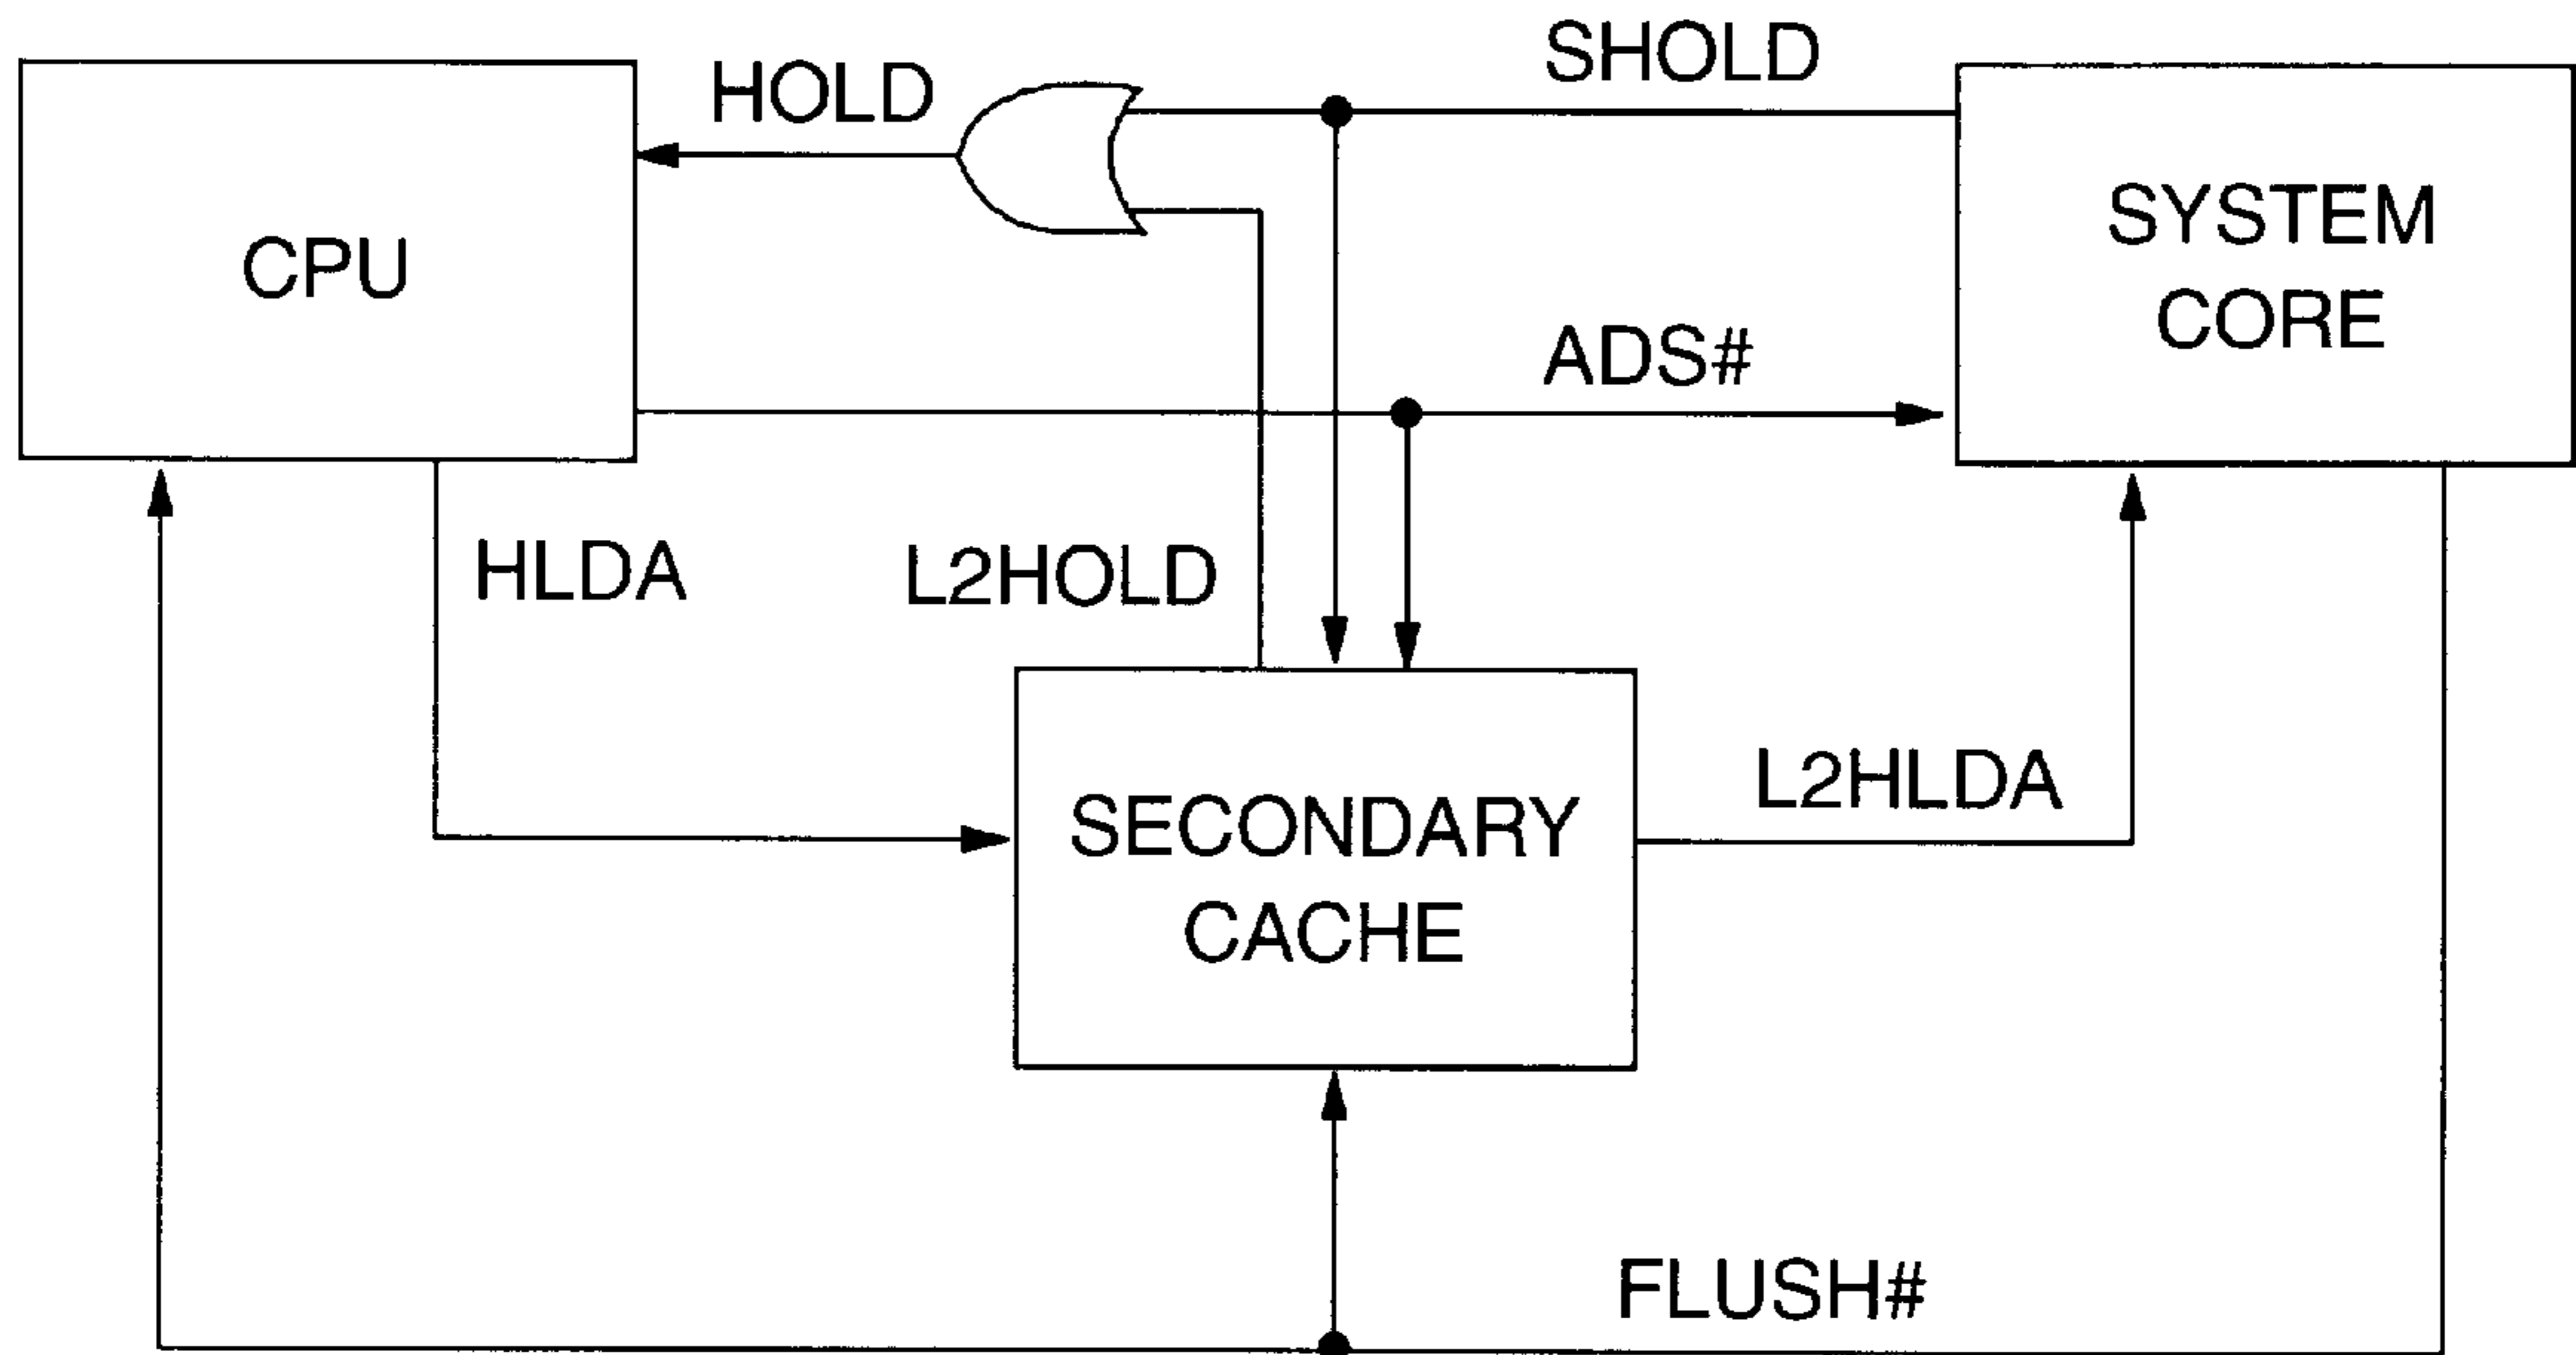 SHOLD
HOLD
CPU
SYSTEM
CORE
ADS#
HLDA
L2HOLD
L2HLDA
SECONDARY
CACHE
FLUSH#